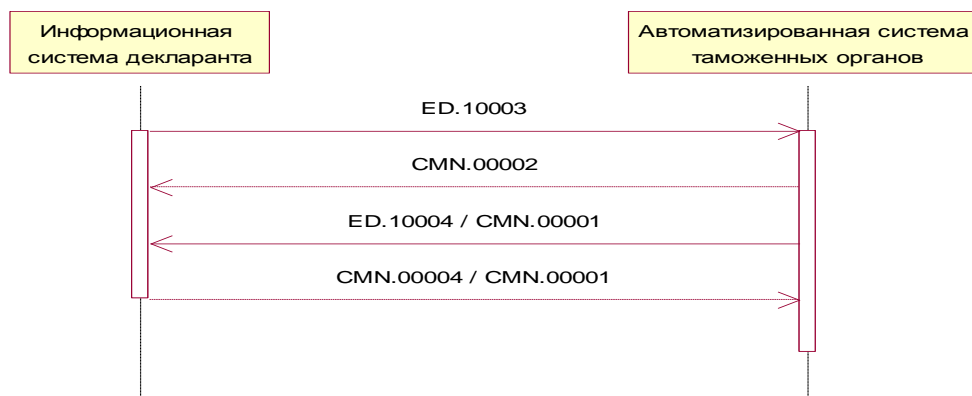 Информационная
система декларанта
Автоматизированная система
таможенных органов
ED.10003
CMN.00002
ED.10004 / CMN.00001
CMN.00004 / CMN.00001